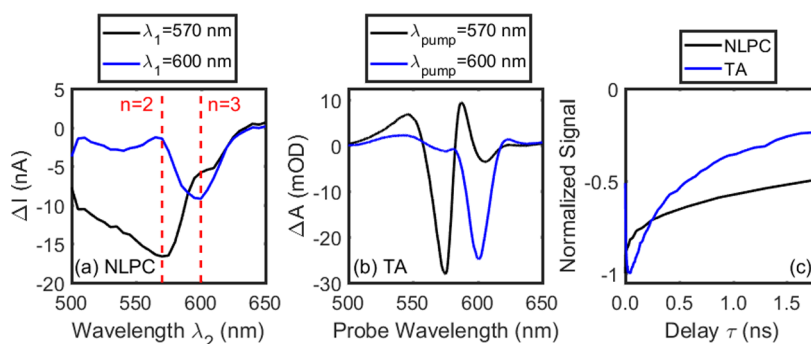 λ1=570 nm
λ1=600 nm
λpump=570 nm
λpump=600 nm
NLPC
TA
5
0
-5
-10
-15
-20
ΔI (nA)
n=2
n=3
(a) NLPC
500
550
600
650
Wavelength λ2 (nm)
10
0
-10
-20
-30
ΔA (mOD)
(b) TA
500
550
600
650
Probe Wavelength (nm)
0
-0.5
-1
Normalized Signal
(c)
0.0
0.5
1.0
1.5
Delay τ (ns)